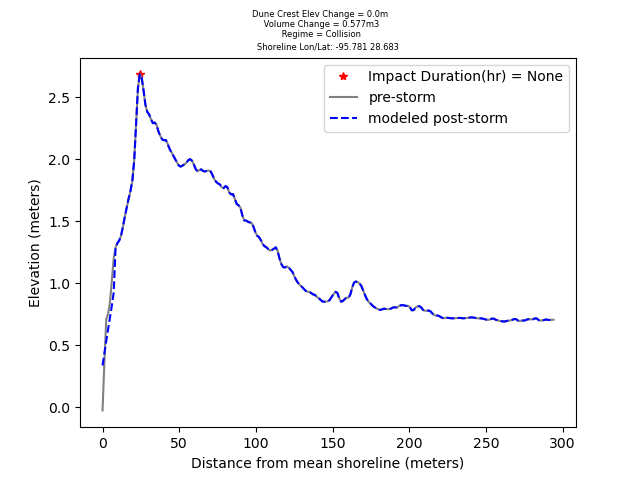 Dune Crest Elev Change = 0.0m
Volume Change = 0.577m3
Regime = Collision
Shoreline Lon/Lat: -95.781 28.683
Impact Duration(hr) = None
pre-storm
modeled post-storm
Elevation (meters)
2.5
2.0
1.5
1.0
0.5
0.0
0 50 100 150 200 250 300
Distance from mean shoreline (meters)